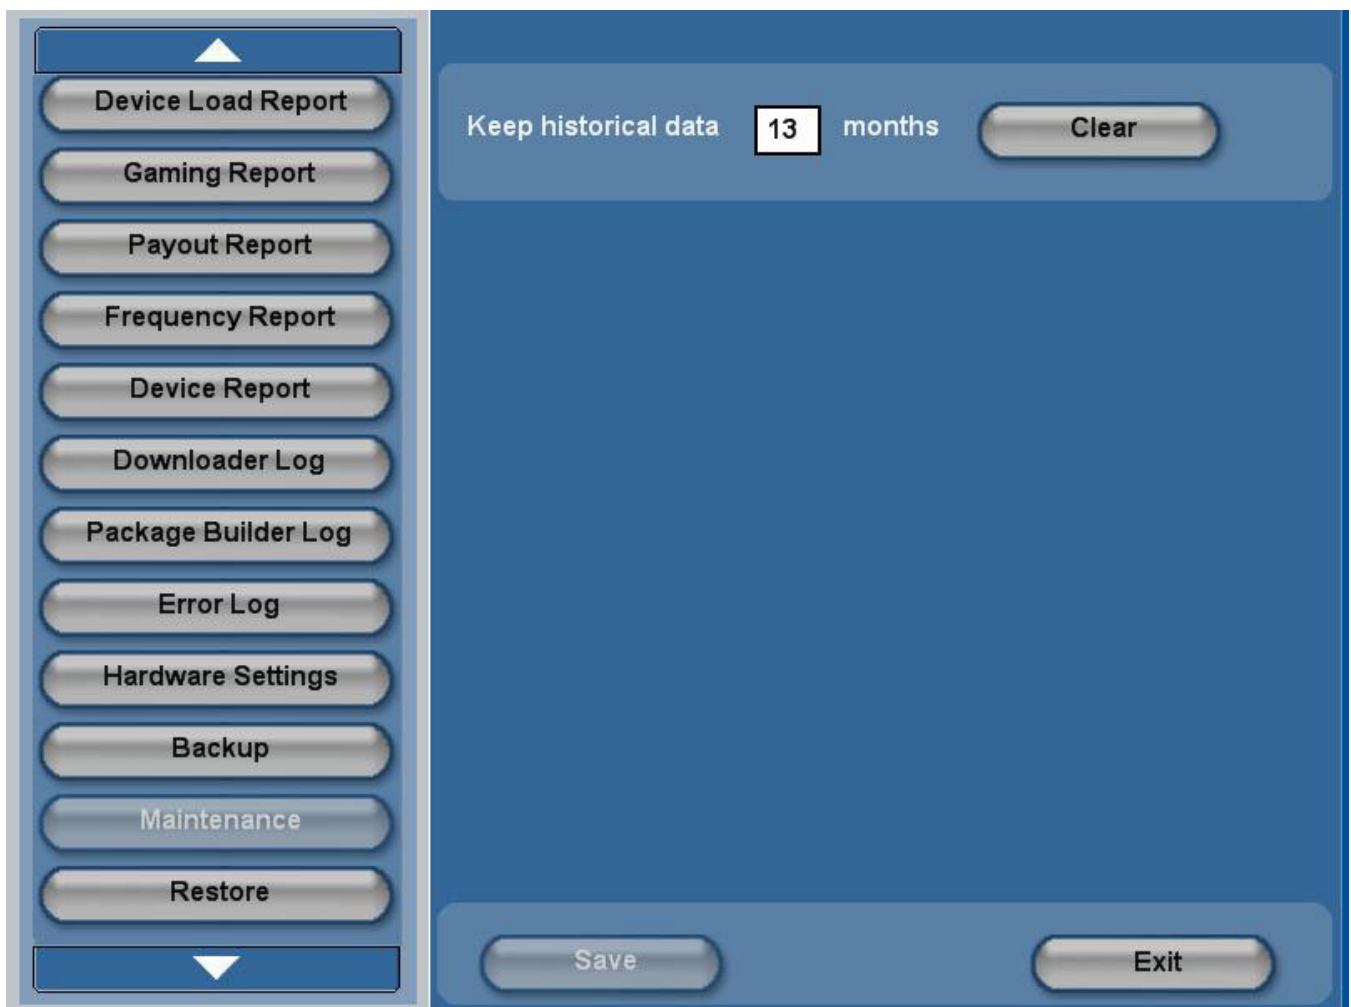 Device Load Report
Gaming Report
Payout Report
Frequency Report
Device Report
Downloader Log
Package Builder Log
Error Log
Hardware Settings
Backup
Maintenance
Restore
Keep historical data 13 months Clear
Save Exit